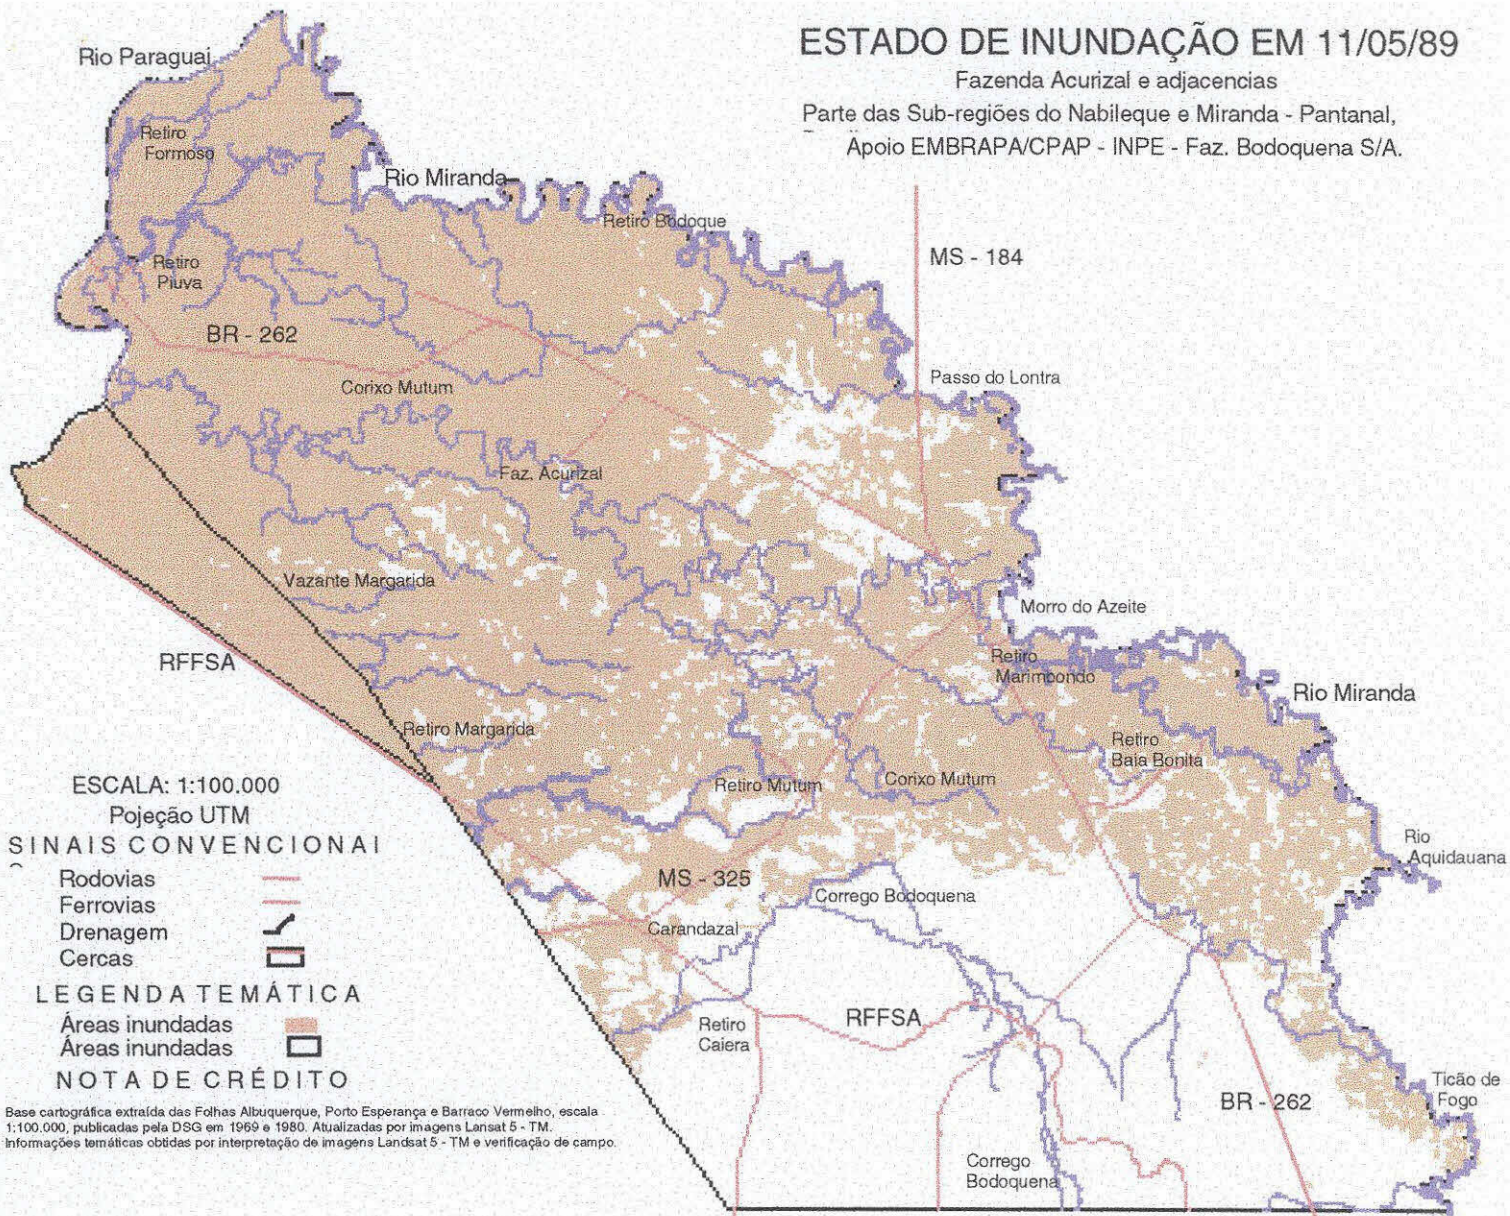 ESTADO DE INUNDAÇÃO EM 11/05/89
Fazenda Acurizal e adjacencias
Parte das Sub-regiões do Nabileque e Miranda - Pantanal,
Apoio EMBRAPA/CPAP - INPE - Faz. Bodoquena S/A.
Rio Paraguai
Retiro
Formoso
Rio Miranda
Retiro Bodoque
MS - 184
Retiro
Piuva
BR - 262
Corixo Mutum
Passo do Lontra
Faz. Acurizal
Vazante Margarida
Morro do Azeite
RFFSA
Retiro
Marimbondo
Rio Miranda
Retiro Margarida
Retiro
Baia Bonita
Retiro Mutum
Corixo Mutum
Rio
Aquidauana
MS - 325
Corrego Bodoquena
Carandazal
Retiro
Caiera
RFFSA
BR - 262
Ticão de
Fogo
Corrego
Bodoquena
ESCALA: 1:100.000
Pojeção UTM
SINAIS CONVENCIONAI
Rodovias
Ferrovias
Drenagem
Cercas
LEGENDA TEMÁTICA
Áreas inundadas
Áreas inundadas
NOTA DE CRÉDITO
Base cartográfica extraída das Folhas Albuquerque, Porto Esperança e Barraco Vermelho, escala
1:100.000, publicadas pela DSG em 1969 e 1980. Atualizadas por imagens Lansat 5 - TM.
Informações temáticas obtidas por interpretação de imagens Landsat 5 - TM e verificação de campo.